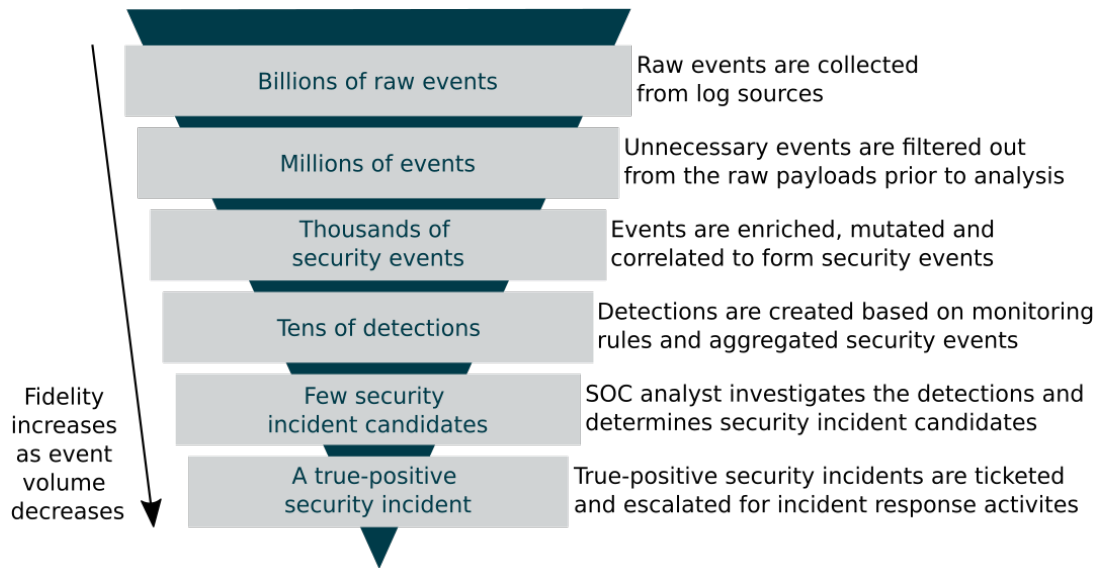 Billions of raw events
Raw events are collected
from log sources
Millions of events
Unnecessary events are filtered out
from the raw payloads prior to analysis
Thousands of
security events
Events are enriched, mutated and
correlated to form security events
Tens of detections
Detections are created based on monitoring
rules and aggregated security events
Few security
incident candidates
SOC analyst investigates the detections and
determines security incident candidates
A true-positive
security incident
True-positive security incidents are ticketed
and escalated for incident response activites
Fidelity
increases
as event
volume
decreases